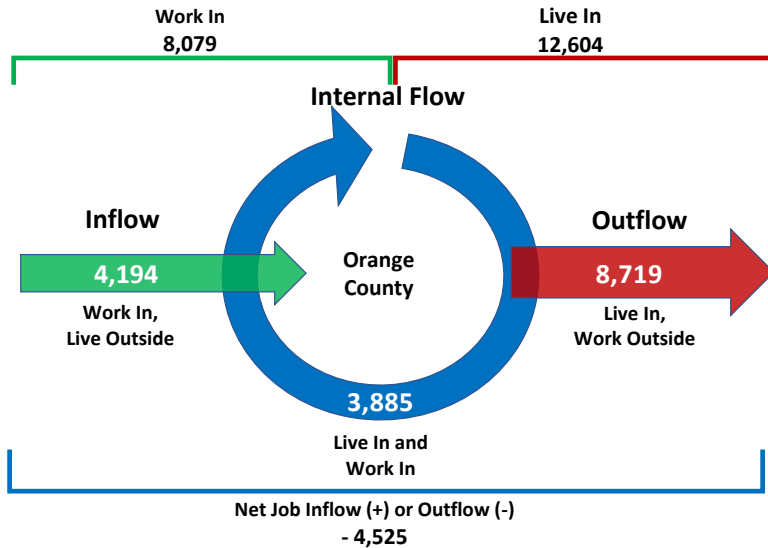 Work In
8,079
Live In
12,604
Internal Flow
Inflow
Outflow
4,194
Orange
County
8,719
Work In,
Live Outside
Live In,
Work Outside
3,885
Live In and
Work In
Net Job Inflow (+) or Outflow (-)
- 4,525